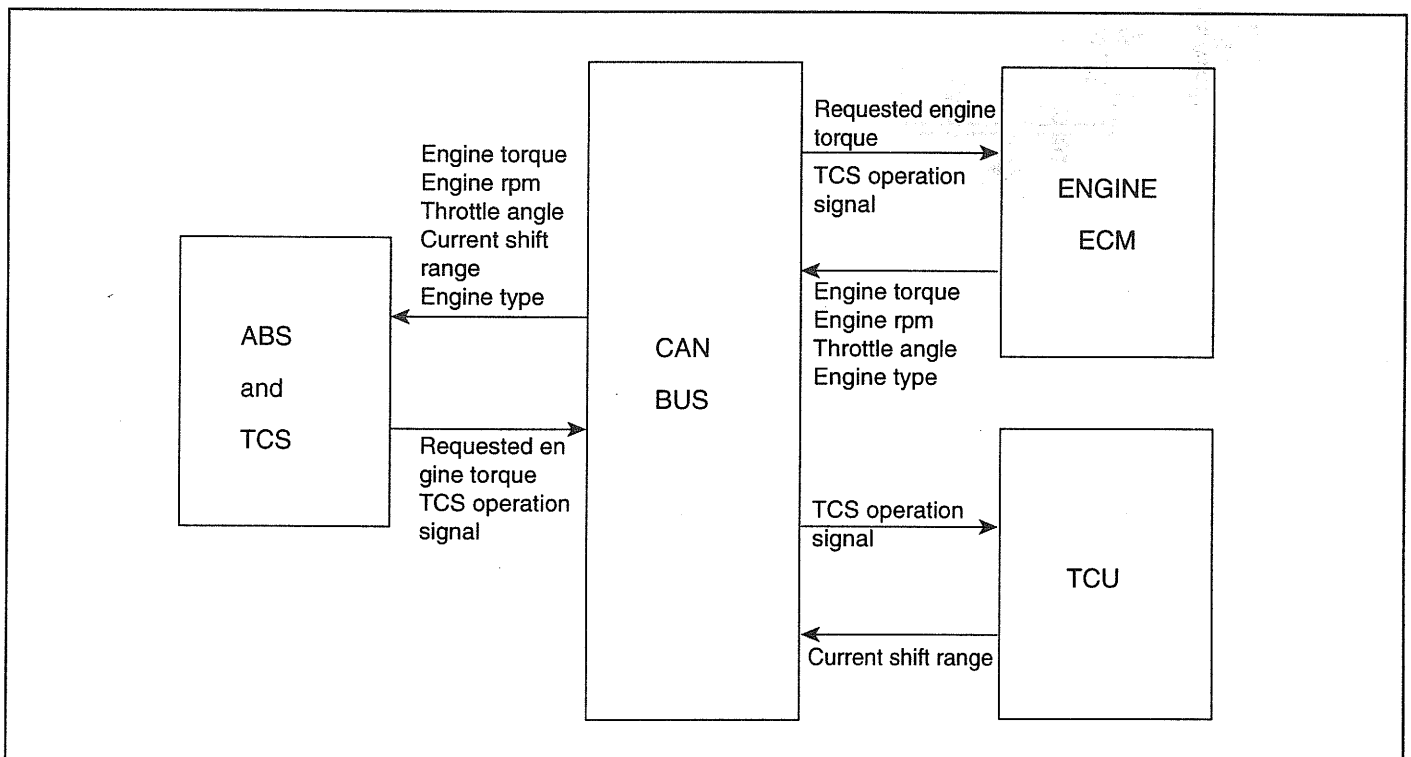 Engine torque
Engine rpm
Throttle angle
Current shift
range
Engine type
ABS
and
TCS
Requested en
gine torque
TCS operation
signal
CAN
BUS
Requested engine
torque
TCS operation
signal
ENGINE
ECM
Engine torque
Engine rpm
Throttle angle
Engine type
TCS operation
signal
TCU
Current shift range